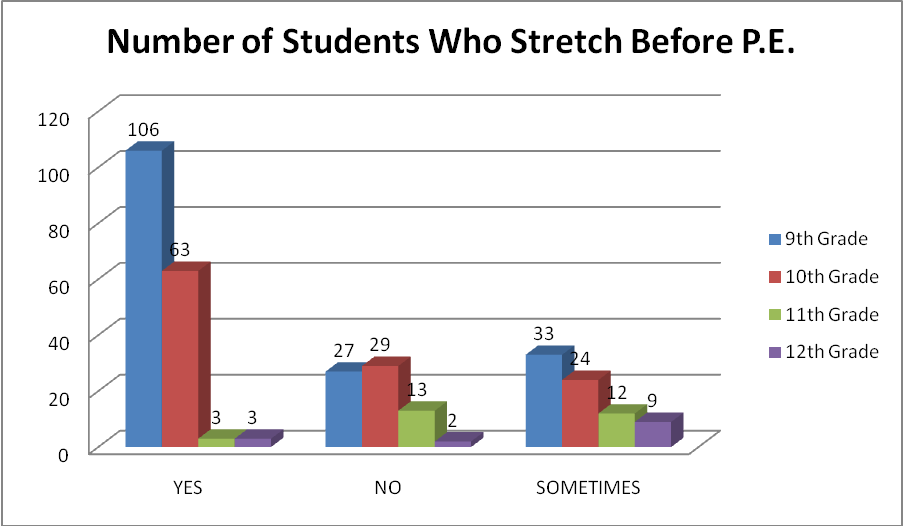 Number of Students Who Stretch Before P.E.
120
100
80
60
40
20
0
106
63
3
3
27
29
13
2
33
24
12
9
YES
NO
SOMETIMES
9th Grade
10th Grade
11th Grade
12th Grade